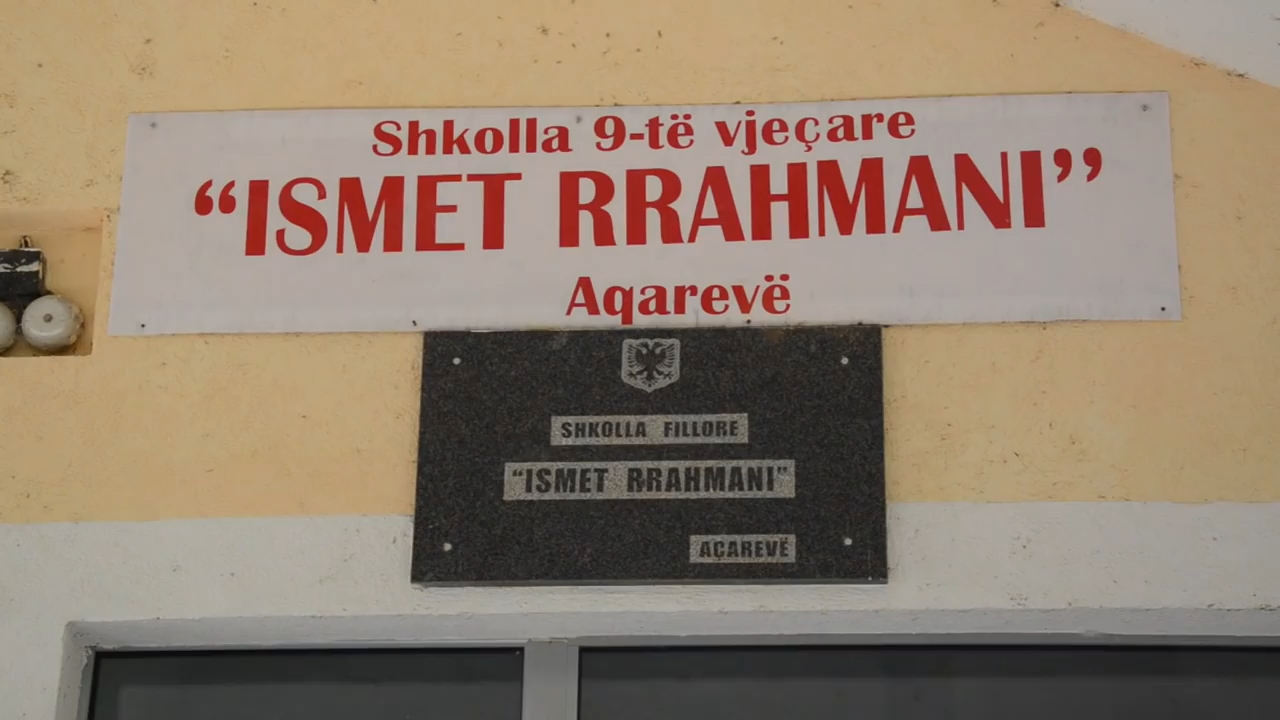 Shkolla 9-të vjeçare
“ISMET RRAHMANI”
Aqarevë
SHKOLLA FILLORE
“ISMET RRAHMANI”
AÇAREVË